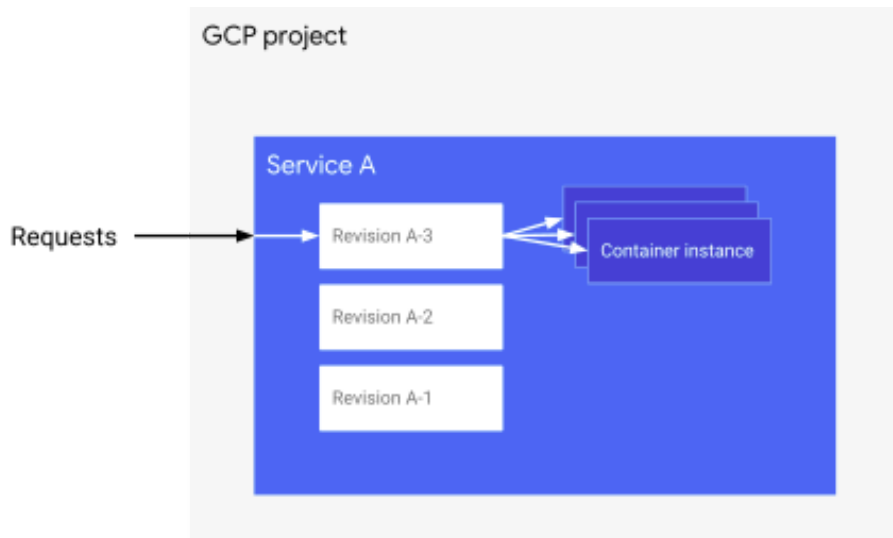 GCP project
Service A
Requests
Revision A-3
Container instance
Revision A-2
Revision A-1